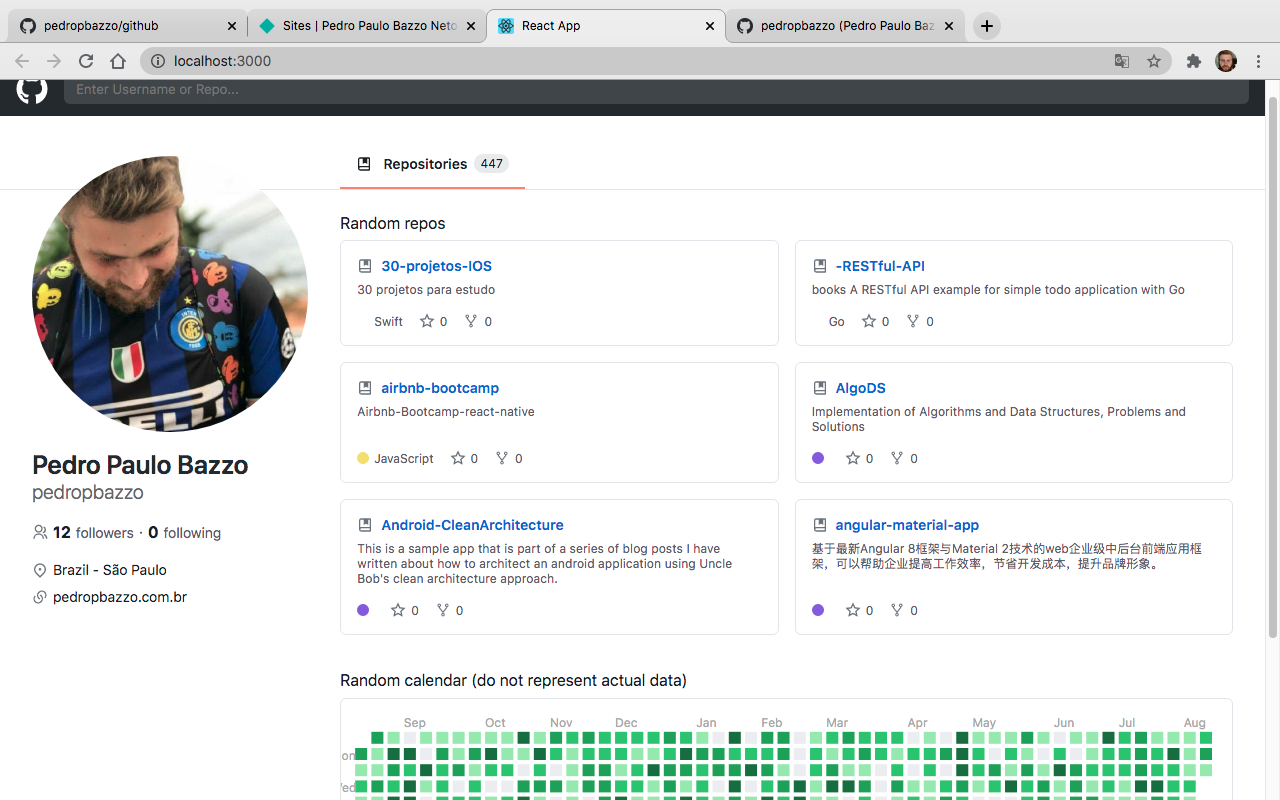 pedropbazzo/github
Sites | Pedro Paulo Bazzo Neto
React App
pedropbazzo (Pedro Paulo Baz
localhost:3000
Enter Username or Repo...
Repositories 447
Random repos
30-projetos-IOS
30 projetos para estudo
Swift 0 0
-RESTful-API
books A RESTful API example for simple todo application with Go
Go 0 0
airbnb-bootcamp
Airbnb-Bootcamp-react-native
JavaScript 0 0
AlgoDS
Implementation of Algorithms and Data Structures, Problems and
Solutions
0 0
Android-CleanArchitecture
This is a sample app that is part of a series of blog posts I have
written about how to architect an android application using Uncle
Bob's clean architecture approach.
0 0
angular-material-app
基于最新Angular 8框架与Material 2技术的web企业级中后台前端应用框
架，可以帮助企业提高工作效率，节省开发成本，提升品牌形象。
0 0
Pedro Paulo Bazzo
pedropbazzo
12 followers · 0 following
Brazil - São Paulo
pedropbazzo.com.br
Random calendar (do not represent actual data)
Sep Oct Nov Dec Jan Feb Mar Apr May Jun Jul Aug
on